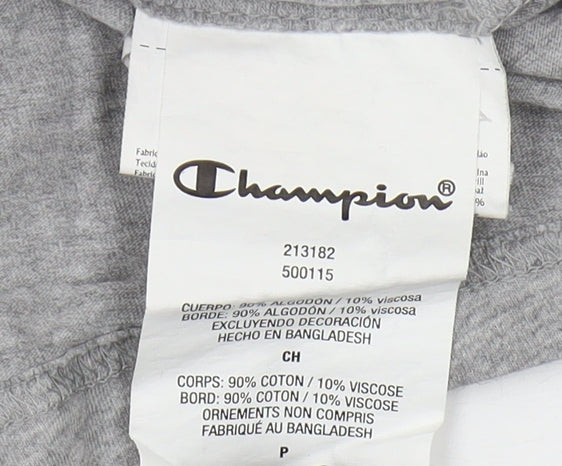 Champion®
213182
500115
CUERPO: 90% ALGODÓN / 10% viscosa
BORDE: 90% ALGODÓN / 10% viscosa
EXCLUYENDO DECORACIÓN
HECHO EN BANGLADESH
CH
CORPS: 90% COTON / 10% VISCOSE
BORD: 90% COTON / 10% VISCOSE
ORNEMENTS NON COMPRIS
FABRIQUÉ AU BANGLADESH
P